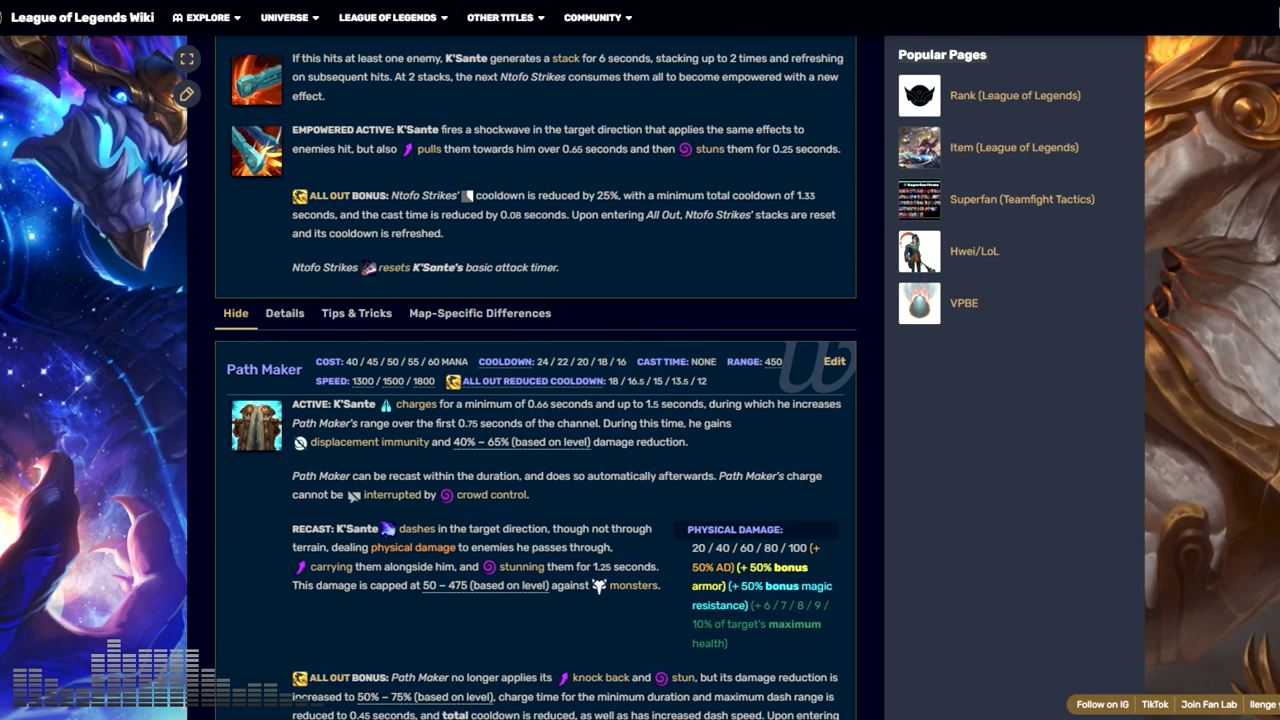 League of Legends Wiki
EXPLORE
UNIVERSE
LEAGUE OF LEGENDS
OTHER TITLES
COMMUNITY
If this hits at least one enemy, K'Sante generates a stack for 6 seconds, stacking up to 2 times and refreshing
on subsequent hits. At 2 stacks, the next Ntofo Strikes consumes them all to become empowered with a new
effect.
EMPOWERED ACTIVE: K'Sante fires a shockwave in the target direction that applies the same effects to
enemies hit, but also pulls them towards him over 0.65 seconds and then stuns them for 0.25 seconds.
ALL OUT BONUS: Ntofo Strikes' cooldown is reduced by 25%, with a minimum total cooldown of 1.33
seconds, and the cast time is reduced by 0.08 seconds. Upon entering All Out, Ntofo Strikes' stacks are reset
and its cooldown is refreshed.
Ntofo Strikes resets K'Sante's basic attack timer.
Hide
Details
Tips & Tricks
Map-Specific Differences
Path Maker
COST: 40 / 45 / 50 / 55 / 60 MANA COOLDOWN: 24 / 22 / 20 / 18 / 16 CAST TIME: NONE RANGE: 450
SPEED: 1300 / 1500 / 1800 ALL OUT REDUCED COOLDOWN: 18 / 16.5 / 15 / 13.5 / 12
W
Edit
ACTIVE: K'Sante charges for a minimum of 0.66 seconds and up to 1.5 seconds, during which he increases
Path Maker's range over the first 0.75 seconds of the channel. During this time, he gains
displacement immunity and 40% – 65% (based on level) damage reduction.
Path Maker can be recast within the duration, and does so automatically afterwards. Path Maker's charge
cannot be interrupted by crowd control.
RECAST: K'Sante dashes in the target direction, though not through
terrain, dealing physical damage to enemies he passes through,
carrying them alongside him, and stunning them for 1.25 seconds.
This damage is capped at 50 – 475 (based on level) against monsters.
PHYSICAL DAMAGE:
20 / 40 / 60 / 80 / 100 (+
50% AD) (+ 50% bonus
armor) (+ 50% bonus magic
resistance) (+ 6 / 7 / 8 / 9 /
10% of target's maximum
health)
ALL OUT BONUS: Path Maker no longer applies its knock back and stun, but its damage reduction is
increased to 50% – 75% (based on level), charge time for the minimum duration and maximum dash range is
reduced to 0.45 seconds, and total cooldown is reduced, as well as has increased dash speed. Upon entering
Popular Pages
Rank (League of Legends)
Item (League of Legends)
Superfan (Teamfight Tactics)
Hwei/LoL
VPBE
Follow on IG
TikTok
Join Fan Lab
llenge